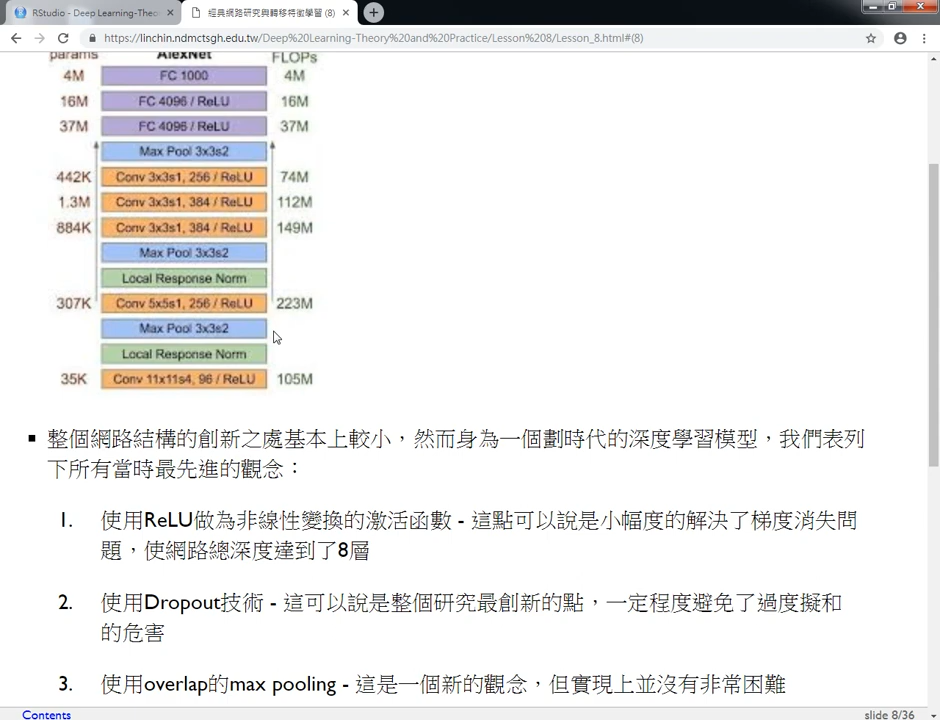 RStudio - Deep Learning-Theo
經典網路研究與轉移特徵學習 (8)
https://linchin.ndmctsgh.edu.tw/Deep%20Learning-Theory%20and%20Practice/Lesson%208/Lesson_8.html#(8)
params AlexNet FLOPs
4M FC 1000 4M
16M FC 4096 / ReLU 16M
37M FC 4096 / ReLU 37M
Max Pool 3x3s2
442K Conv 3x3s1, 256 / ReLU 74M
1.3M Conv 3x3s1, 384 / ReLU 112M
884K Conv 3x3s1, 384 / ReLU 149M
Max Pool 3x3s2
Local Response Norm
307K Conv 5x5s1, 256 / ReLU 223M
Max Pool 3x3s2
Local Response Norm
35K Conv 11x11s4, 96 / ReLU 105M
▪ 整個網路結構的創新之處基本上較小，然而身為一個劃時代的深度學習模型，我們表列
下所有當時最先進的觀念：
1. 使用ReLU做為非線性變換的激活函數 - 這點可以說是小幅度的解決了梯度消失問
題，使網路總深度達到了8層
2. 使用Dropout技術 - 這可以說是整個研究最創新的點，一定程度避免了過度擬和
的危害
3. 使用overlap的max pooling - 這是一個新的觀念，但實現上並沒有非常困難
Contents slide 8/36